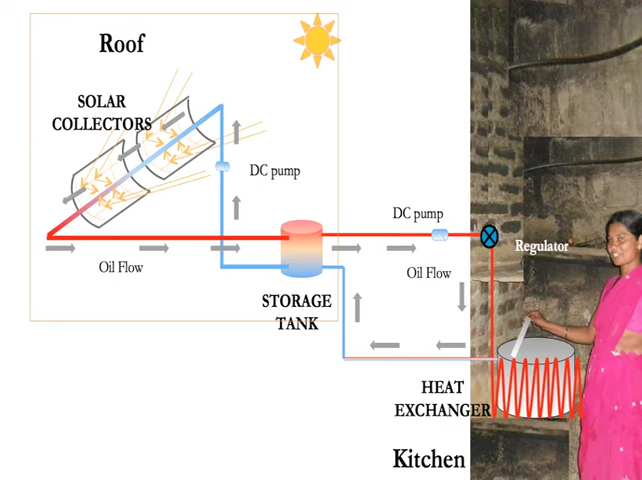 Roof
SOLAR
COLLECTORS
DC pump
DC pump
Regulator
Oil Flow
Oil Flow
STORAGE
TANK
HEAT
EXCHANGER
Kitchen